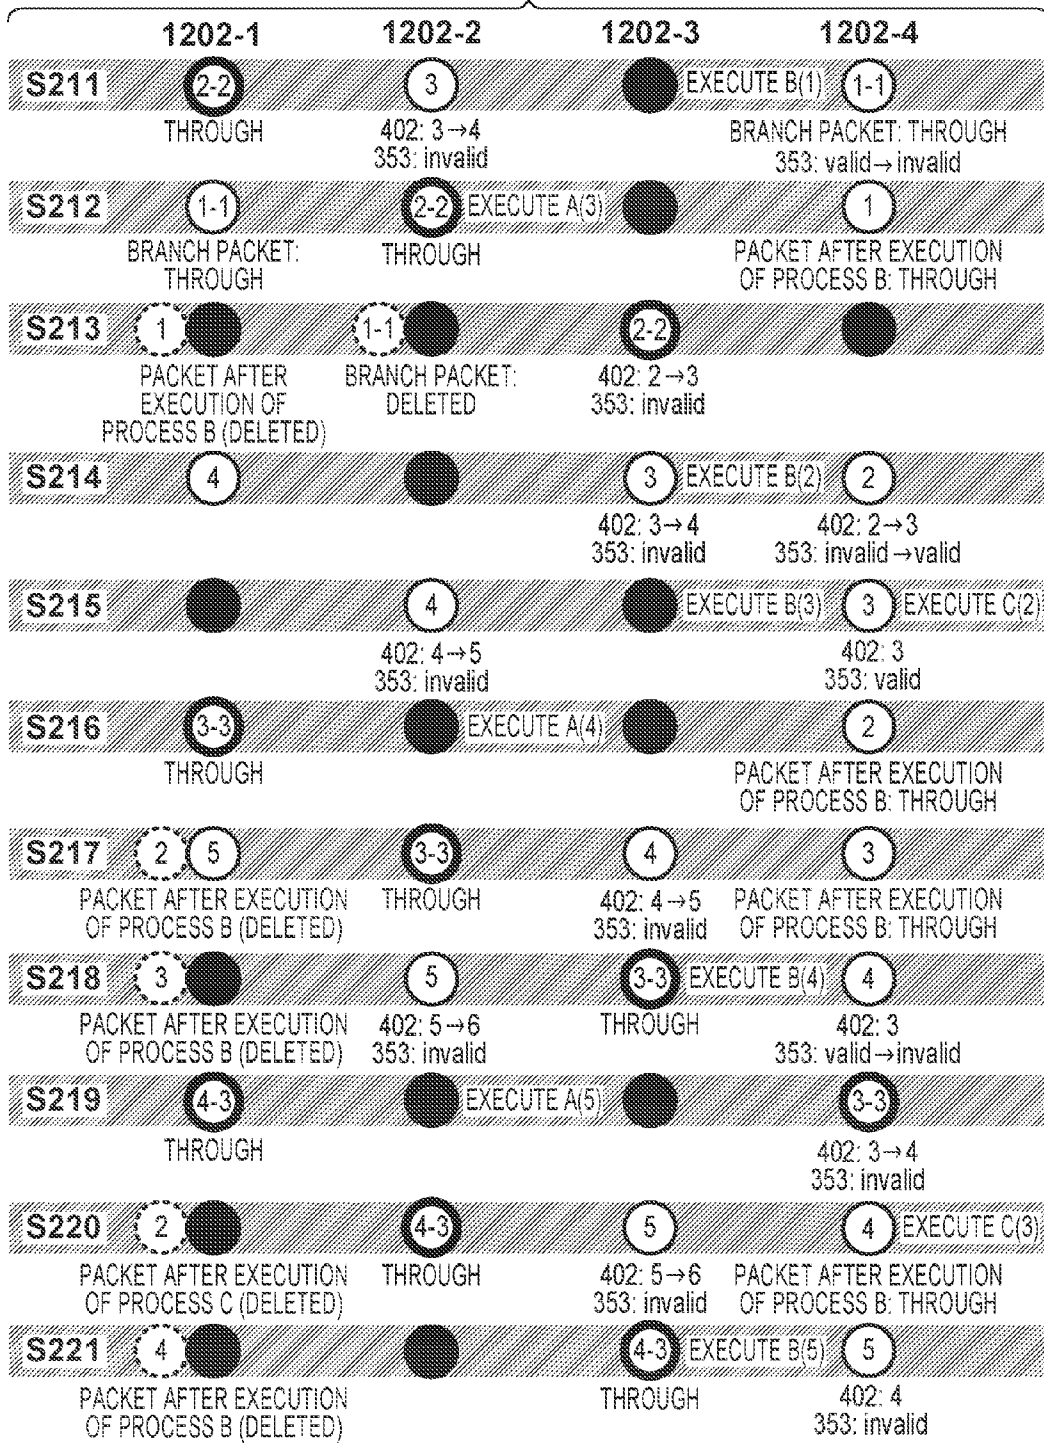 1202-1 1202-2 1202-3 1202-4
S211 2-2 3 EXECUTE B(1) 1-1
THROUGH 402: 3→4 BRANCH PACKET: THROUGH
353: invalid 353: valid→invalid
S212 1-1 2-2 EXECUTE A(3) 1
BRANCH PACKET: THROUGH PACKET AFTER EXECUTION
THROUGH OF PROCESS B: THROUGH
S213 1 1-1 2-2
PACKET AFTER BRANCH PACKET: 402: 2→3
EXECUTION OF DELETED 353: invalid
PROCESS B (DELETED)
S214 4 3 EXECUTE B(2) 2
402: 3→4 402: 2→3
353: invalid 353: invalid→valid
S215 4 EXECUTE B(3) 3 EXECUTE C(2)
402: 4→5 402: 3
353: invalid 353: valid
S216 3-3 EXECUTE A(4) 2
THROUGH PACKET AFTER EXECUTION
OF PROCESS B: THROUGH
S217 2 5 3-3 4 3
PACKET AFTER EXECUTION THROUGH 402: 4→5 PACKET AFTER EXECUTION
OF PROCESS B (DELETED) 353: invalid OF PROCESS B: THROUGH
S218 3 5 3-3 EXECUTE B(4) 4
PACKET AFTER EXECUTION 402: 5→6 THROUGH 402: 3
OF PROCESS B (DELETED) 353: invalid 353: valid→invalid
S219 4-3 EXECUTE A(5) 3-3
THROUGH 402: 3→4
353: invalid
S220 2 4-3 5 4 EXECUTE C(3)
PACKET AFTER EXECUTION THROUGH 402: 5→6 PACKET AFTER EXECUTION
OF PROCESS C (DELETED) 353: invalid OF PROCESS B: THROUGH
S221 4 4-3 EXECUTE B(5) 5
PACKET AFTER EXECUTION THROUGH 402: 4
OF PROCESS B (DELETED) 353: invalid